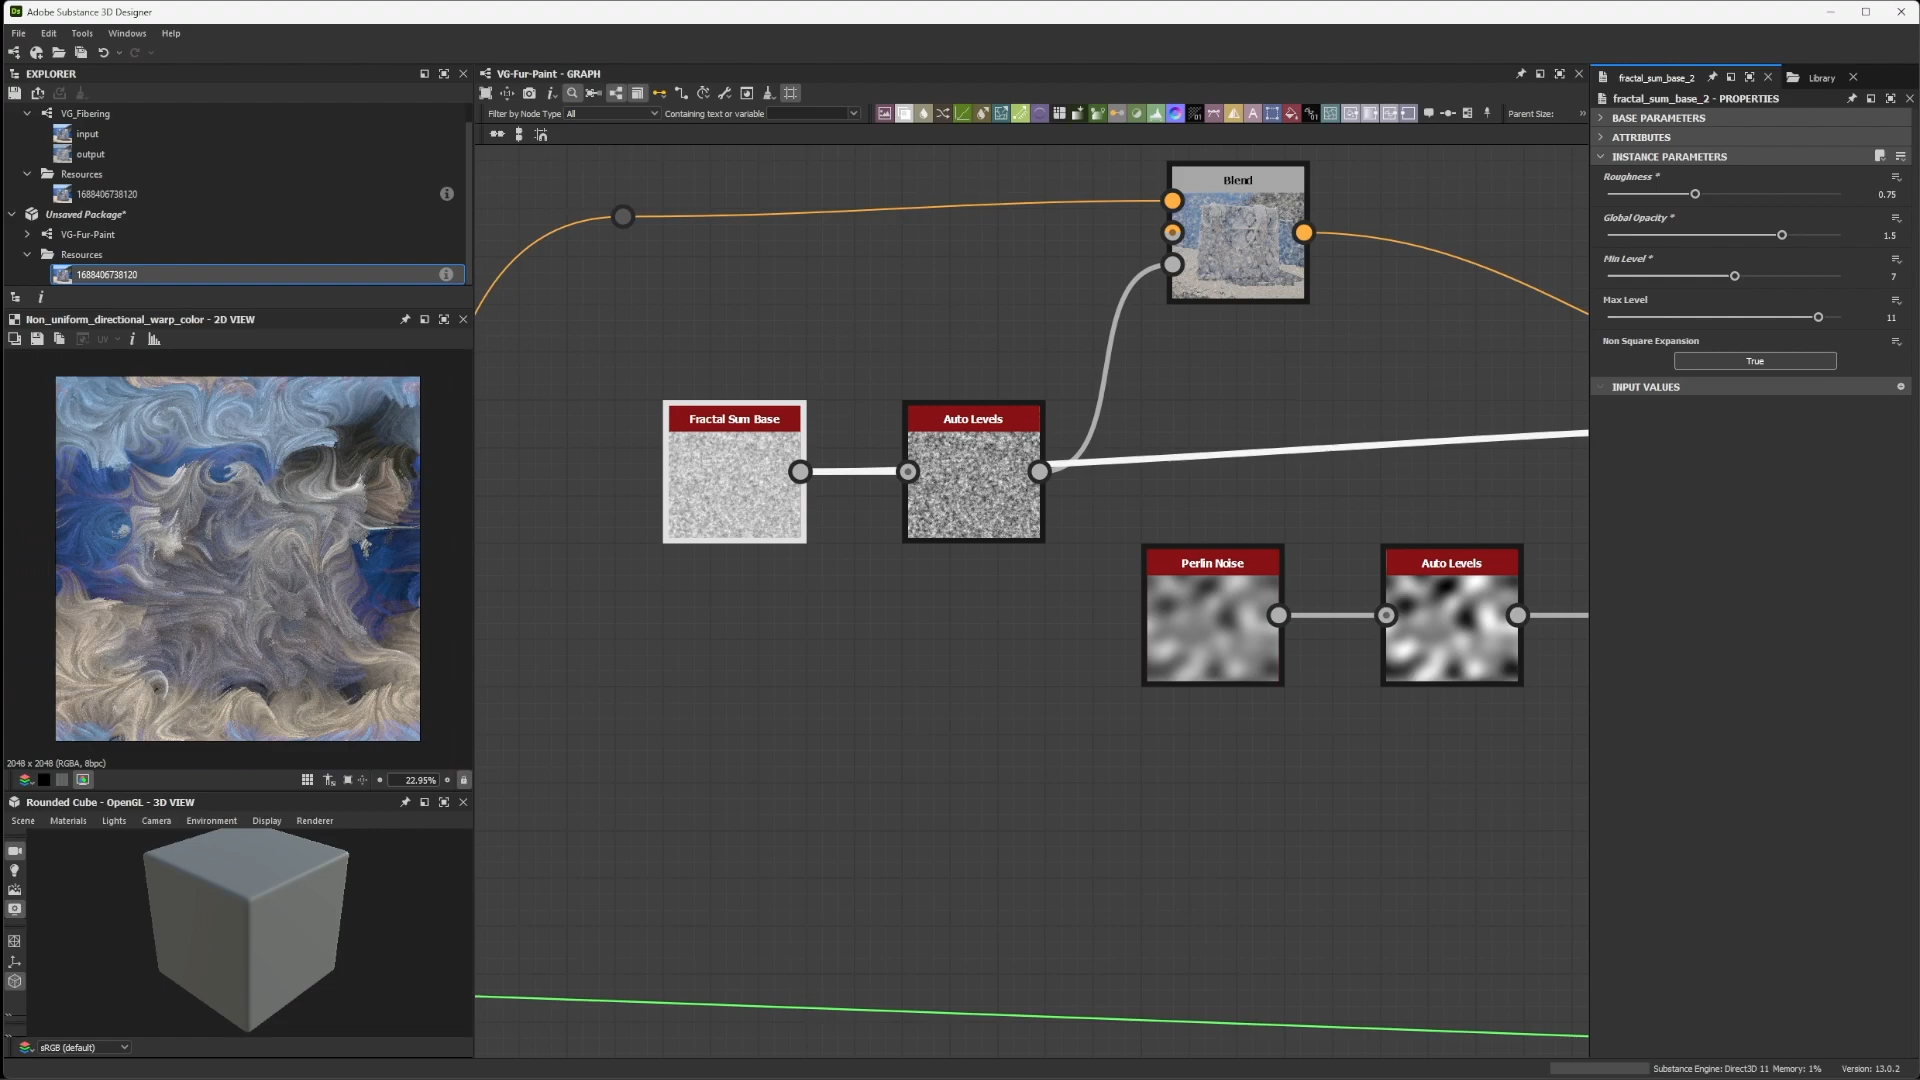 Ds Adobe Substance 3D Designer
File Edit Tools Windows Help
EXPLORER
VG_Fibering
input
output
Resources
1688406738120
Unsaved Package*
VG-Fur-Paint
Resources
1688406738120
Non_uniform_directional_warp_color - 2D VIEW
UV
2048 x 2048 (RGBA, 8bpc)
22.95%
Rounded Cube - OpenGL - 3D VIEW
Scene Materials Lights Camera Environment Display Renderer
sRGB (default)
VG-Fur-Paint - GRAPH
Filter by Node Type All Containing text or variable
Parent Size:
Blend
Fractal Sum Base
Auto Levels
Perlin Noise
Auto Levels
fractal_sum_base_2
Library
fractal_sum_base_2 - PROPERTIES
BASE PARAMETERS
ATTRIBUTES
INSTANCE PARAMETERS
Roughness *
0.75
Global Opacity *
1.5
Min Level *
7
Max Level
11
Non Square Expansion
True
INPUT VALUES
Substance Engine: Direct3D 11 Memory: 1% Version: 13.0.2